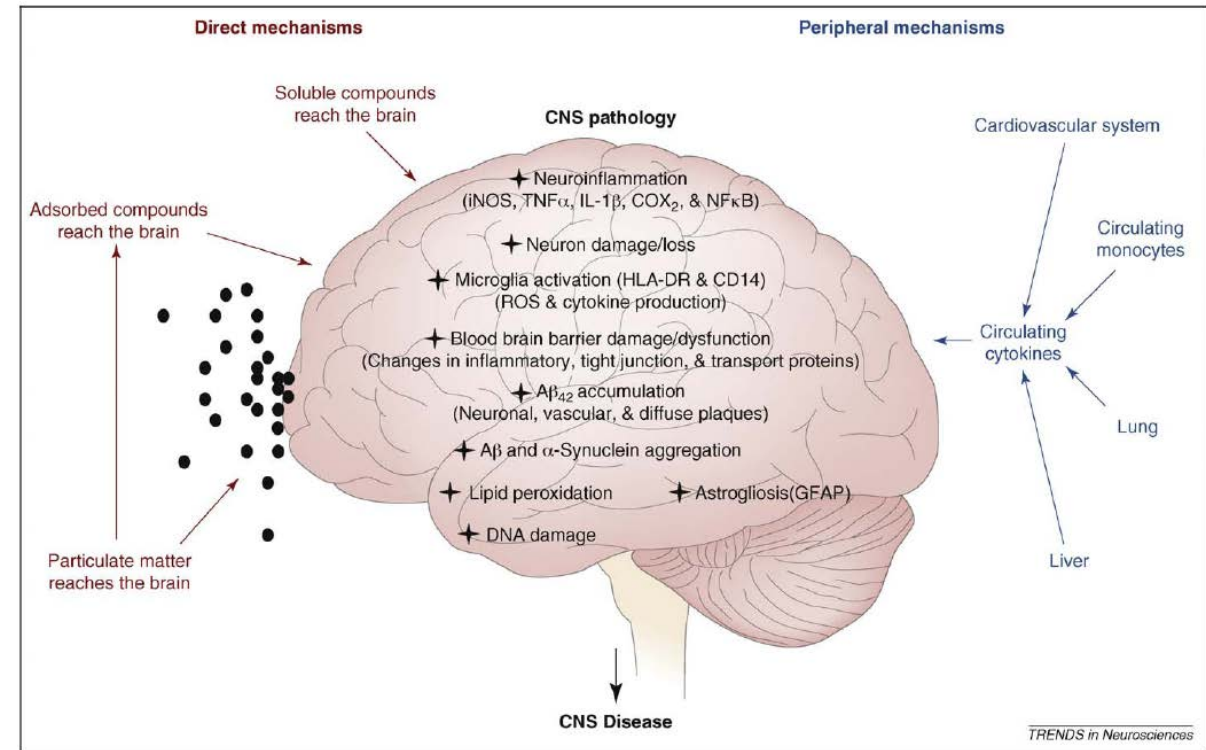 Direct mechanisms
Peripheral mechanisms
Soluble compounds
reach the brain
CNS pathology
Cardiovascular system
Neuroinflammation
(iNOS, TNFα, IL-1β, COX₂, & NFκB)
Adsorbed compounds
reach the brain
Circulating
monocytes
Neuron damage/loss
Microglia activation (HLA-DR & CD14)
(ROS & cytokine production)
Blood brain barrier damage/dysfunction
(Changes in inflammatory, tight junction, & transport proteins)
Circulating
cytokines
Aβ₄₂ accumulation
(Neuronal, vascular, & diffuse plaques)
Lung
Aβ and α-Synuclein aggregation
Lipid peroxidation
Astrogliosis(GFAP)
DNA damage
Particulate matter
reaches the brain
Liver
CNS Disease
TRENDS in Neurosciences